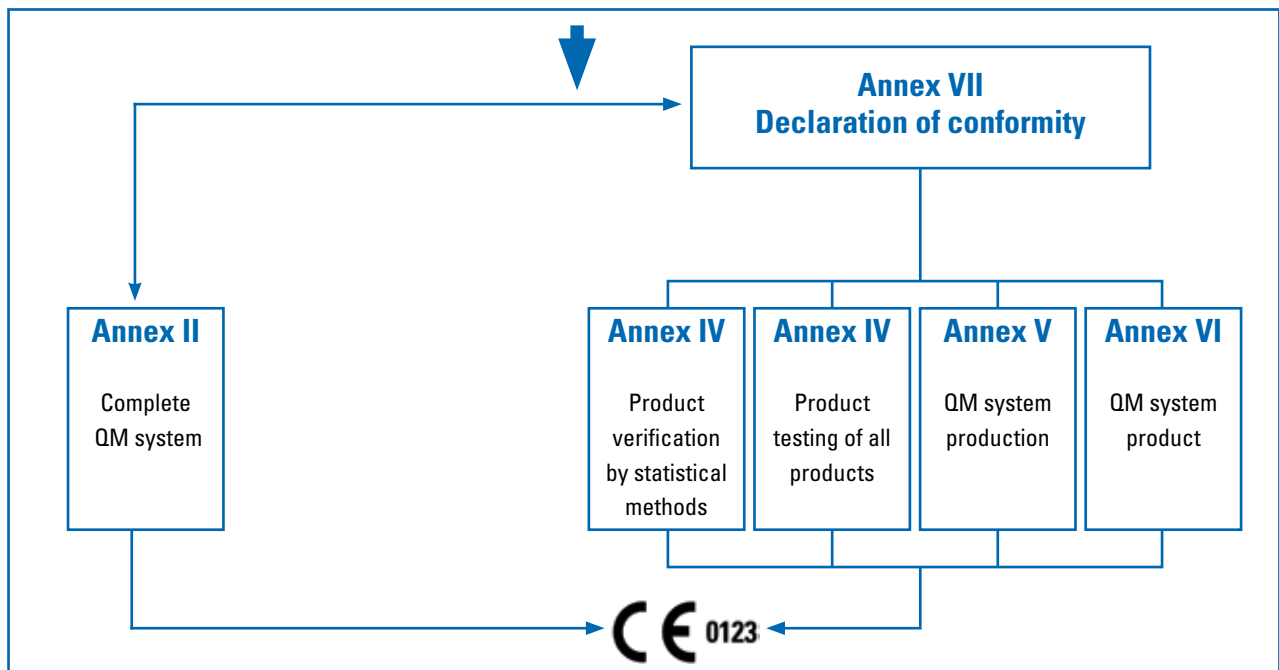 Annex VII
Declaration of conformity
Annex II
Complete
QM system
Annex IV
Product
verification
by statistical
methods
Annex IV
Product
testing of all
products
Annex V
QM system
production
Annex VI
QM system
product
CE 0123